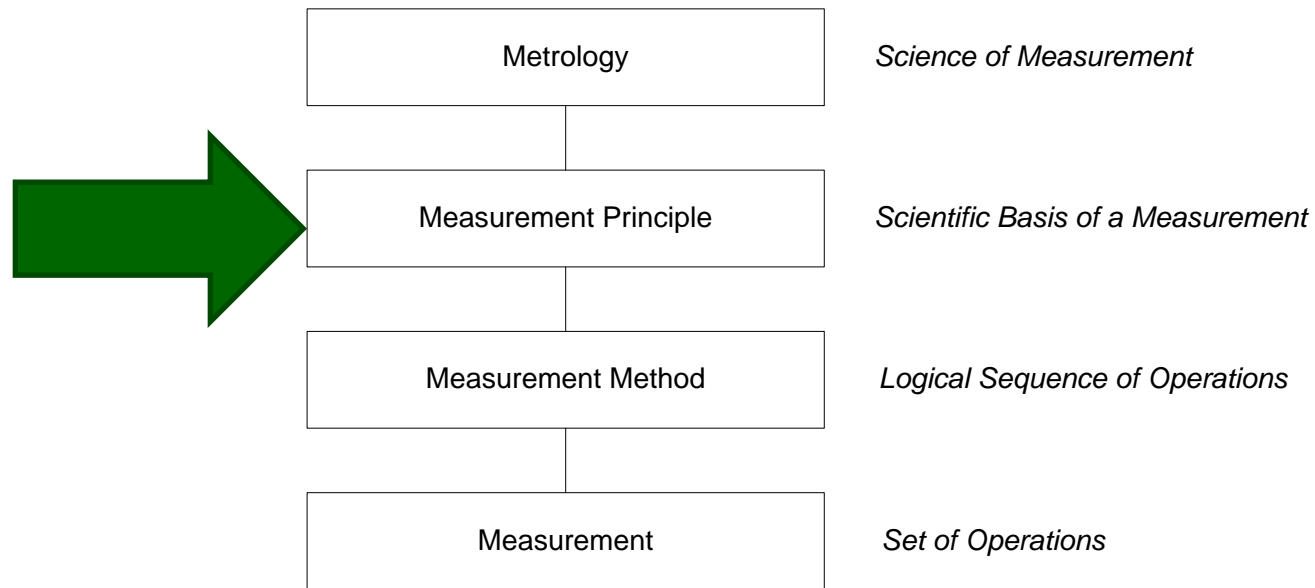 Metrology
Science of Measurement
Measurement Principle
Scientific Basis of a Measurement
Measurement Method
Logical Sequence of Operations
Measurement
Set of Operations